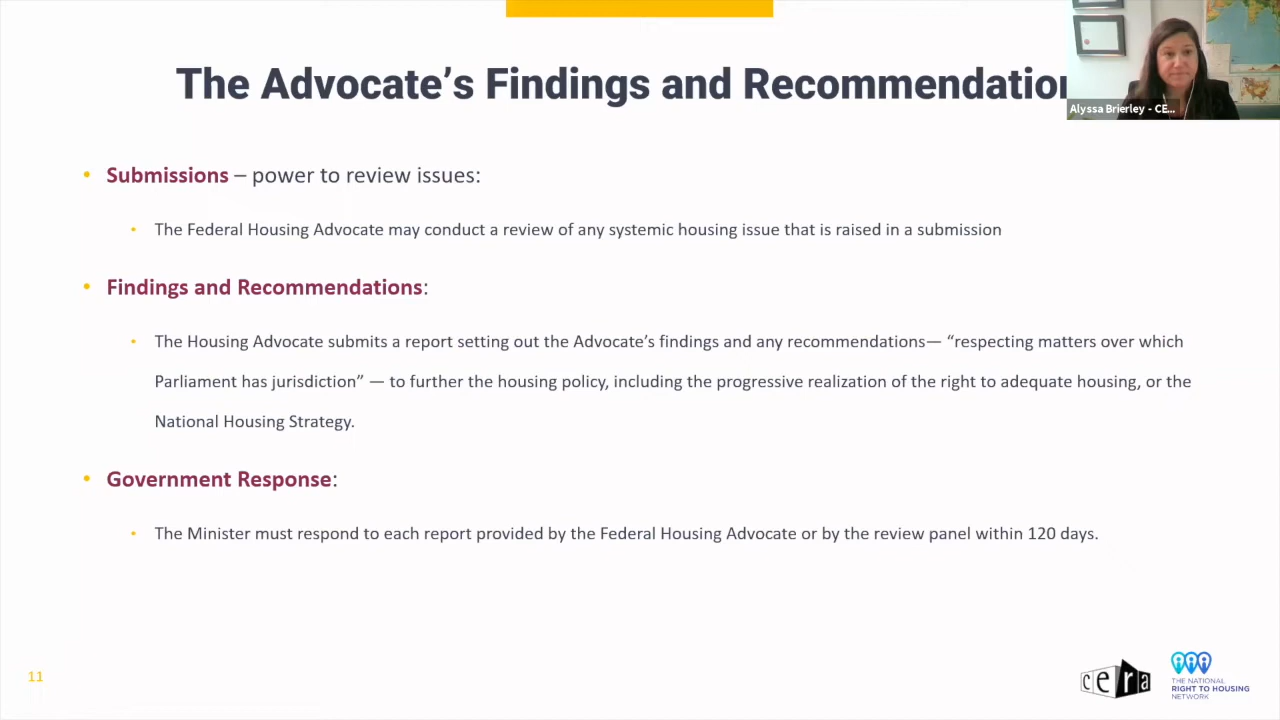 The Advocate's Findings and Recommendation
Alyssa Brierley - CE...
• Submissions – power to review issues:
• The Federal Housing Advocate may conduct a review of any systemic housing issue that is raised in a submission
• Findings and Recommendations:
• The Housing Advocate submits a report setting out the Advocate's findings and any recommendations— “respecting matters over which
Parliament has jurisdiction” — to further the housing policy, including the progressive realization of the right to adequate housing, or the
National Housing Strategy.
• Government Response:
• The Minister must respond to each report provided by the Federal Housing Advocate or by the review panel within 120 days.
11
cera
THE NATIONAL
RIGHT TO HOUSING
NETWORK